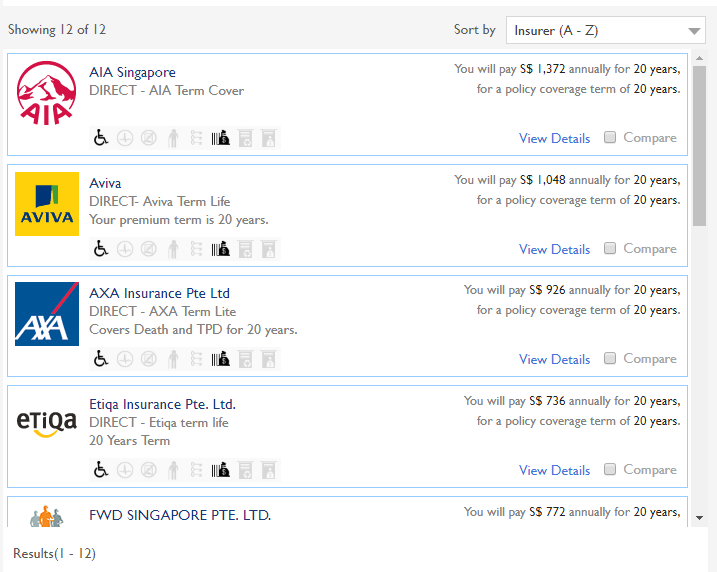 Showing 12 of 12
Sort by
Insurer (A - Z)
AIA
AIA Singapore
DIRECT - AIA Term Cover
You will pay S$ 1,372 annually for 20 years,
for a policy coverage term of 20 years.
View Details
Compare
AVIVA
Aviva
DIRECT- Aviva Term Life
Your premium term is 20 years.
You will pay S$ 1,048 annually for 20 years,
for a policy coverage term of 20 years.
View Details
Compare
AXA
AXA Insurance Pte Ltd
DIRECT - AXA Term Lite
Covers Death and TPD for 20 years.
You will pay S$ 926 annually for 20 years,
for a policy coverage term of 20 years.
View Details
Compare
eTiQa
Etiqa Insurance Pte. Ltd.
DIRECT - Etiqa term life
20 Years Term
You will pay S$ 736 annually for 20 years,
for a policy coverage term of 20 years.
View Details
Compare
FWD SINGAPORE PTE. LTD.
You will pay S$ 772 annually for 20 years,
Results(1 - 12)